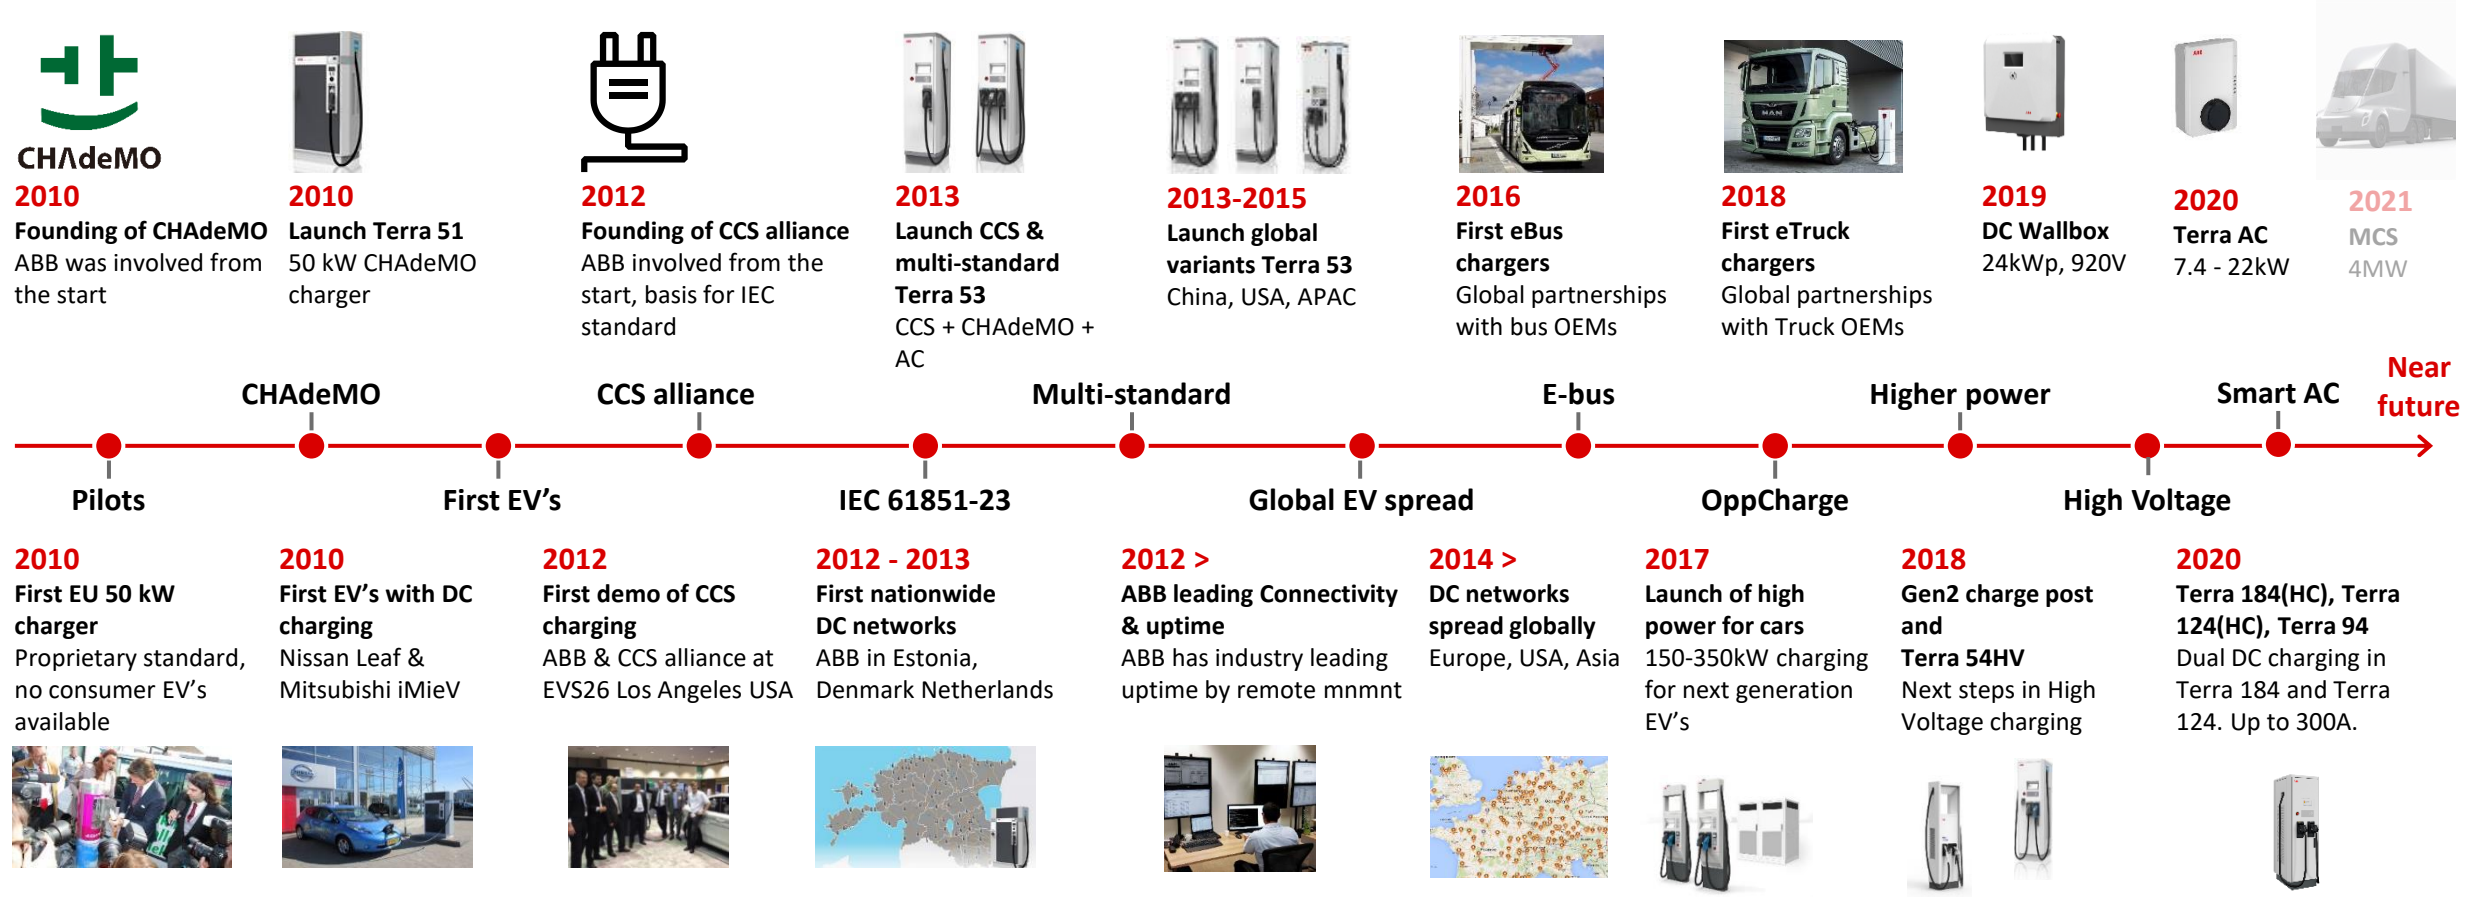 CHΛdeMO
2010
Founding of CHAdeMO
ABB was involved from
the start
2010
Launch Terra 51
50 kW CHAdeMO
charger
2012
Founding of CCS alliance
ABB involved from the
start, basis for IEC
standard
2013
Launch CCS &
multi-standard
Terra 53
CCS + CHAdeMO +
AC
2013-2015
Launch global
variants Terra 53
China, USA, APAC
2016
First eBus
chargers
Global partnerships
with bus OEMs
2018
First eTruck
chargers
Global partnerships
with Truck OEMs
2019
DC Wallbox
24kWp, 920V
2020
Terra AC
7.4 - 22kW
2021
MCS
4MW
CHAdeMO
CCS alliance
Multi-standard
E-bus
Higher power
Smart AC
Near
future
Pilots
First EV’s
IEC 61851-23
Global EV spread
OppCharge
High Voltage
2010
First EU 50 kW
charger
Proprietary standard,
no consumer EV’s
available
2010
First EV’s with DC
charging
Nissan Leaf &
Mitsubishi iMieV
2012
First demo of CCS
charging
ABB & CCS alliance at
EVS26 Los Angeles USA
2012 - 2013
First nationwide
DC networks
ABB in Estonia,
Denmark Netherlands
2012 >
ABB leading Connectivity
& uptime
ABB has industry leading
uptime by remote mnmnt
2014 >
DC networks
spread globally
Europe, USA, Asia
2017
Launch of high
power for cars
150-350kW charging
for next generation
EV’s
2018
Gen2 charge post
and
Terra 54HV
Next steps in High
Voltage charging
2020
Terra 184(HC), Terra
124(HC), Terra 94
Dual DC charging in
Terra 184 and Terra
124. Up to 300A.